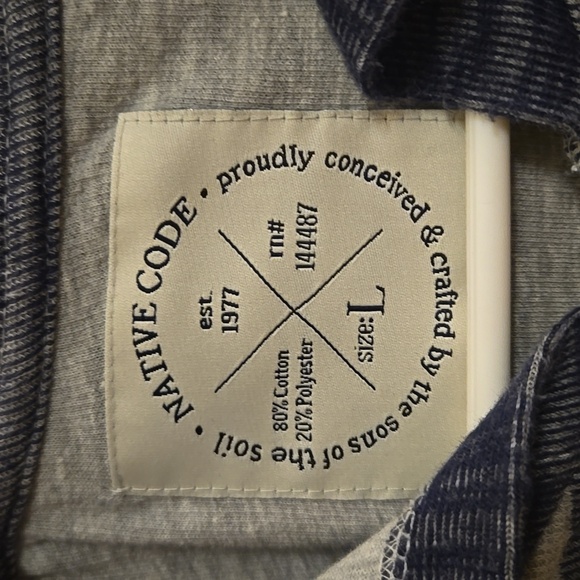 NATIVE CODE • proudly conceived & crafted by the sons of the soil •
est.
1977
rn#
144487
80% Cotton
20% Polyester
size: L